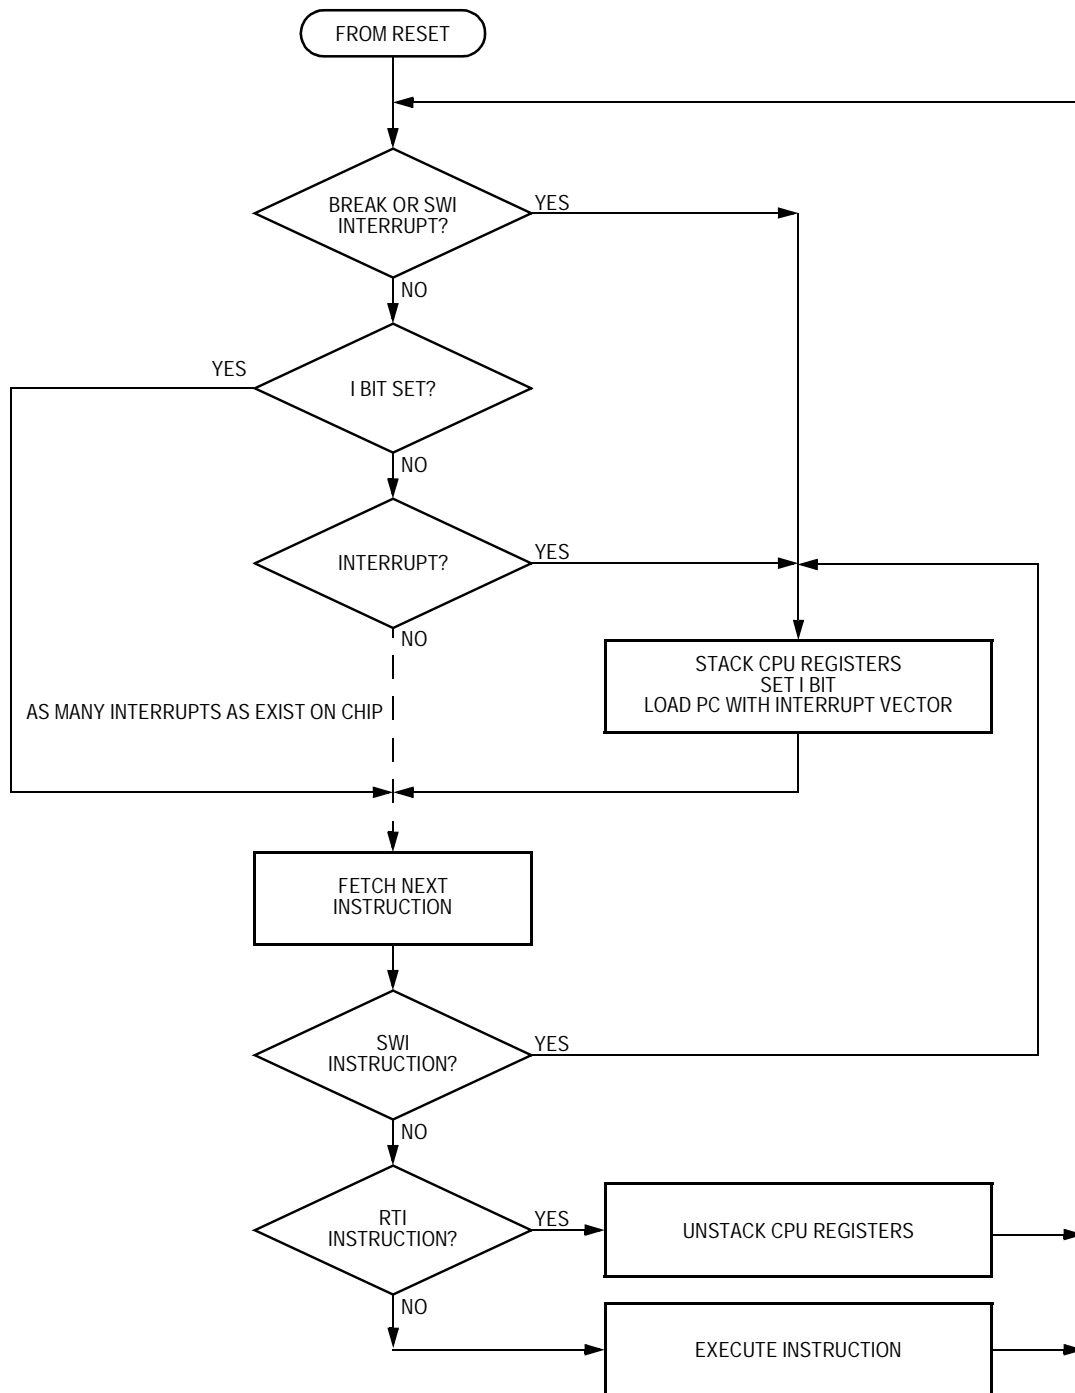 FROM RESET
BREAK OR SWI
INTERRUPT?
YES
NO
YES
I BIT SET?
NO
INTERRUPT?
YES
NO
STACK CPU REGISTERS
SET I BIT
LOAD PC WITH INTERRUPT VECTOR
AS MANY INTERRUPTS AS EXIST ON CHIP
FETCH NEXT
INSTRUCTION
SWI
INSTRUCTION?
YES
NO
RTI
INSTRUCTION?
YES
UNSTACK CPU REGISTERS
NO
EXECUTE INSTRUCTION